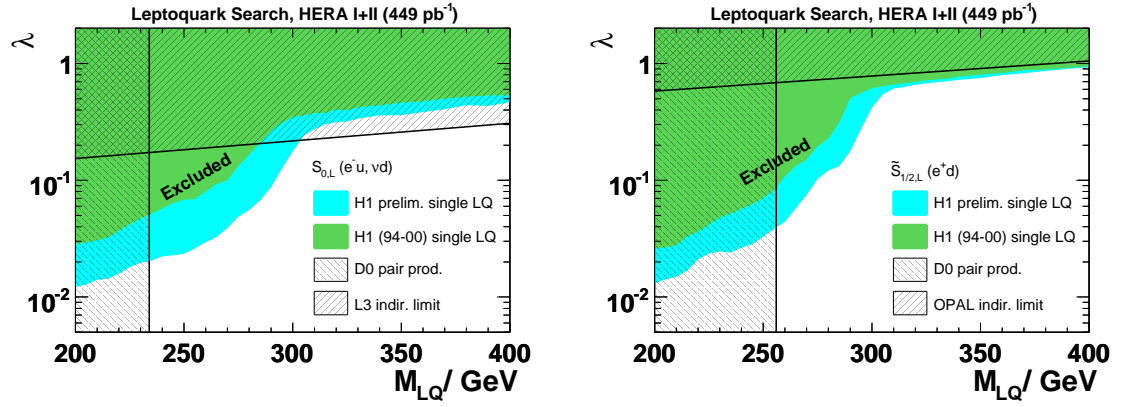 Leptoquark Search, HERA I+II (449 pb⁻¹)
λ
1
10⁻¹
10⁻²
Excluded
S₀,L (e⁻u, νd)
H1 prelim. single LQ
H1 (94-00) single LQ
D0 pair prod.
L3 indir. limit
200 250 300 350 400
M_LQ/ GeV
Leptoquark Search, HERA I+II (449 pb⁻¹)
λ
1
10⁻¹
10⁻²
Excluded
S̃₁/₂,L (e⁺d)
H1 prelim. single LQ
H1 (94-00) single LQ
D0 pair prod.
OPAL indir. limit
200 250 300 350 400
M_LQ/ GeV